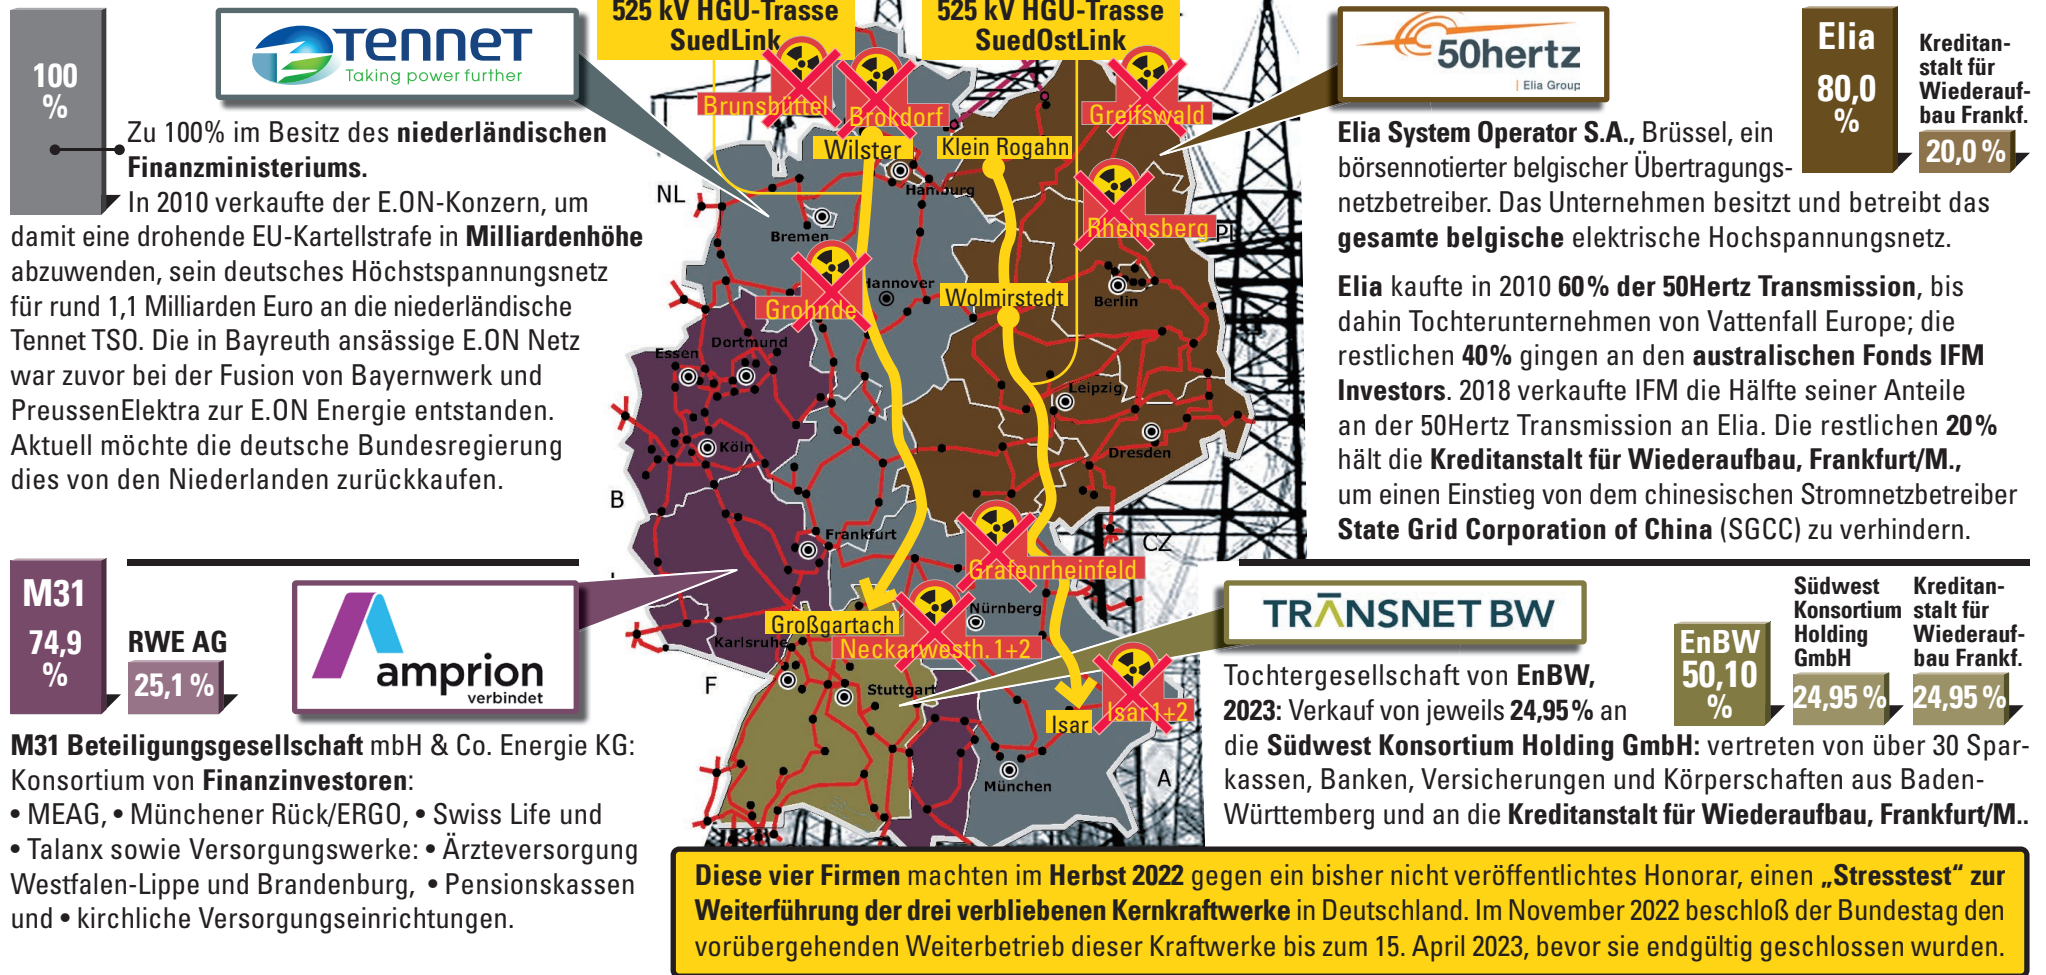 100
%
TenneT
Taking power further
Zu 100% im Besitz des niederländischen
Finanzministeriums.
In 2010 verkaufte der E.ON-Konzern, um
damit eine drohende EU-Kartellstrafe in Milliardenhöhe
abzuwenden, sein deutsches Höchstspannungsnetz
für rund 1,1 Milliarden Euro an die niederländische
Tennet TSO. Die in Bayreuth ansässige E.ON Netz
war zuvor bei der Fusion von Bayernwerk und
PreussenElektra zur E.ON Energie entstanden.
Aktuell möchte die deutsche Bundesregierung
dies von den Niederlanden zurückkaufen.
M31
74,9
%
RWE AG
25,1 %
amprion
verbindet
M31 Beteiligungsgesellschaft mbH & Co. Energie KG:
Konsortium von Finanzinvestoren:
• MEAG, • Münchener Rück/ERGO, • Swiss Life und
• Talanx sowie Versorgungswerke: • Ärzteversorgung
Westfalen-Lippe und Brandenburg, • Pensionskassen
und • kirchliche Versorgungseinrichtungen.
525 kV HGÜ-Trasse
SuedLink
525 kV HGÜ-Trasse
SuedOstLink
Brunsbüttel
Brokdorf
Greifswald
Wilster
Klein Rogahn
Hamburg
NL
Rheinsberg
PL
Bremen
Hannover
Grohnde
Wolmirstedt
Berlin
Essen
Dortmund
Leipzig
Köln
Dresden
B
Frankfurt
CZ
Grafenrheinfeld
Nürnberg
Großgartach
Karlsruhe
Neckarwesth. 1+2
F
Stuttgart
Isar
Isar 1+2
München
A
50hertz
Elia Group
Elia
80,0
%
Kreditan-
stalt für
Wiederauf-
bau Frankf.
20,0 %
Elia System Operator S.A., Brüssel, ein
börsennotierter belgischer Übertragungs-
netzbetreiber. Das Unternehmen besitzt und betreibt das
gesamte belgische elektrische Hochspannungsnetz.
Elia kaufte in 2010 60% der 50Hertz Transmission, bis
dahin Tochterunternehmen von Vattenfall Europe; die
restlichen 40% gingen an den australischen Fonds IFM
Investors. 2018 verkaufte IFM die Hälfte seiner Anteile
an der 50Hertz Transmission an Elia. Die restlichen 20%
hält die Kreditanstalt für Wiederaufbau, Frankfurt/M.,
um einen Einstieg von dem chinesischen Stromnetzbetreiber
State Grid Corporation of China (SGCC) zu verhindern.
TRANSNET BW
EnBW
50,10
%
Südwest
Konsortium
Holding
GmbH
24,95 %
Kreditan-
stalt für
Wiederauf-
bau Frankf.
24,95 %
Tochtergesellschaft von EnBW,
2023: Verkauf von jeweils 24,95% an
die Südwest Konsortium Holding GmbH: vertreten von über 30 Spar-
kassen, Banken, Versicherungen und Körperschaften aus Baden-
Württemberg und an die Kreditanstalt für Wiederaufbau, Frankfurt/M..
Diese vier Firmen machten im Herbst 2022 gegen ein bisher nicht veröffentlichtes Honorar, einen „Stresstest“ zur
Weiterführung der drei verbliebenen Kernkraftwerke in Deutschland. Im November 2022 beschloß der Bundestag den
vorübergehenden Weiterbetrieb dieser Kraftwerke bis zum 15. April 2023, bevor sie endgültig geschlossen wurden.